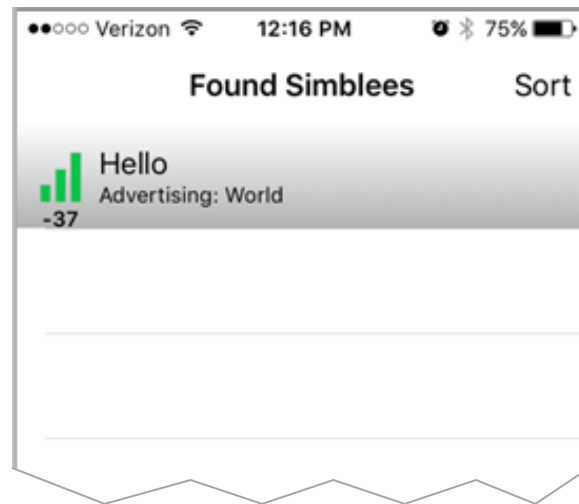 Verizon 12:16 PM 75%
Found Simblees Sort
Hello
Advertising: World
-37